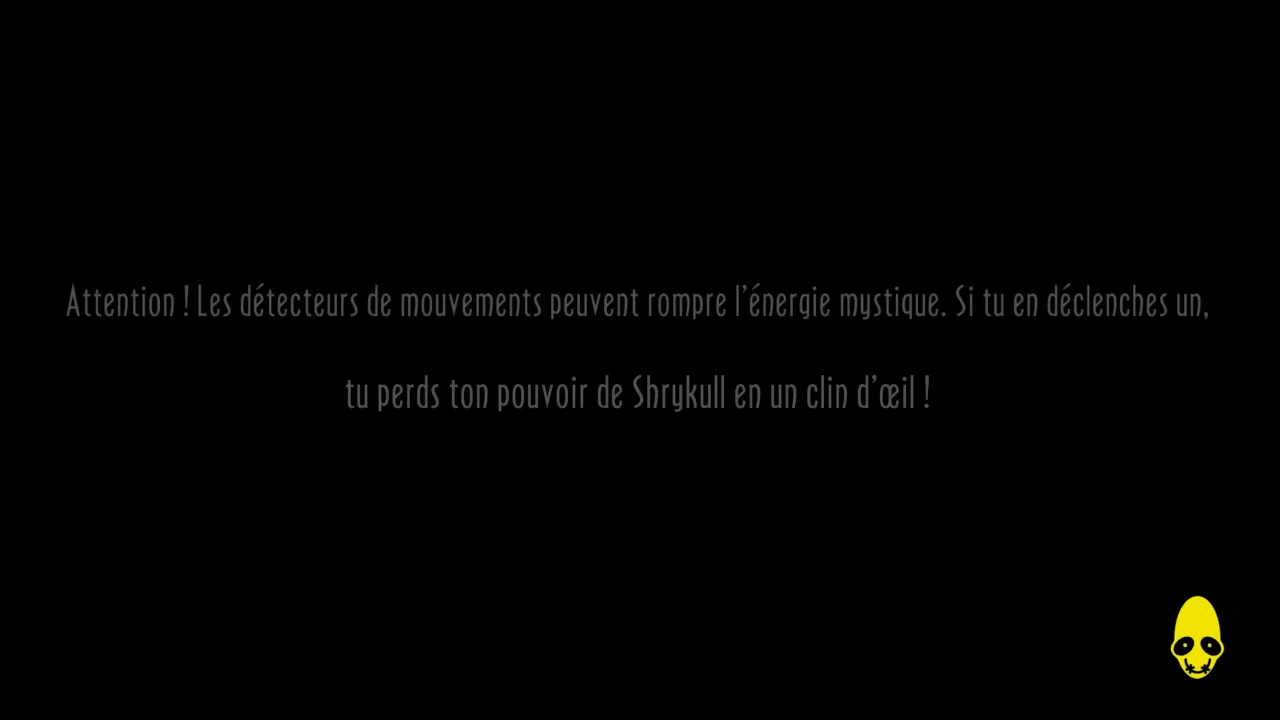 Attention ! Les détecteurs de mouvements peuvent rompre l’énergie mystique. Si tu en déclenches un,
tu perds ton pouvoir de Shrykull en un clin d’œil !